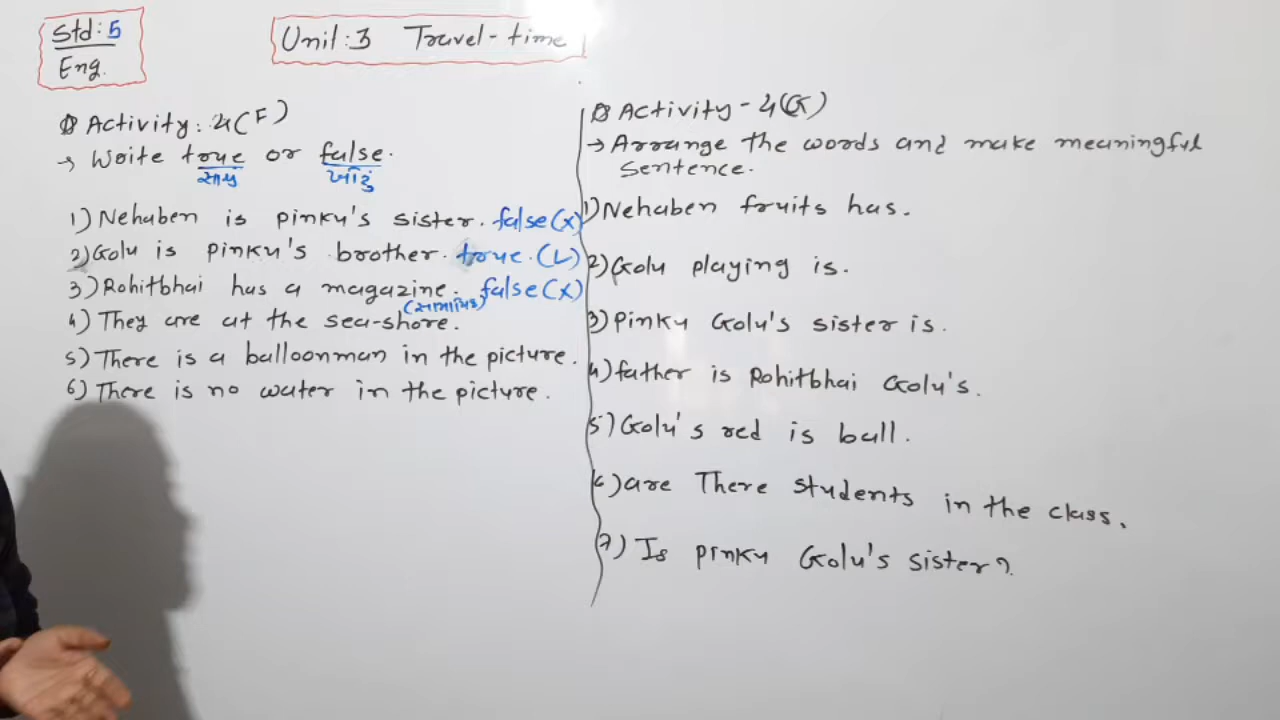 Std: 5
Eng.
Unit: 3 Travel-time
Activity: 4(F)
→ Write true or false.
સાચુ ખોટું
1) Nehaben is pinky's sister. false(x)
2) Golu is pinky's brother. true. (L)
3) Rohitbhai has a magazine. false(x)
(સામાયિક)
4) They are at the sea-shore.
5) There is a balloonman in the picture.
6) There is no water in the picture.
Activity - 4(G)
→ Arrange the words and make meaningful
sentence.
1) Nehaben fruits has.
2) Golu playing is.
3) Pinky Golu's sister is.
4) father is Rohitbhai Golu's.
5) Golu's red is ball.
6) are There students in the class.
7) Is pinky Golu's sister?